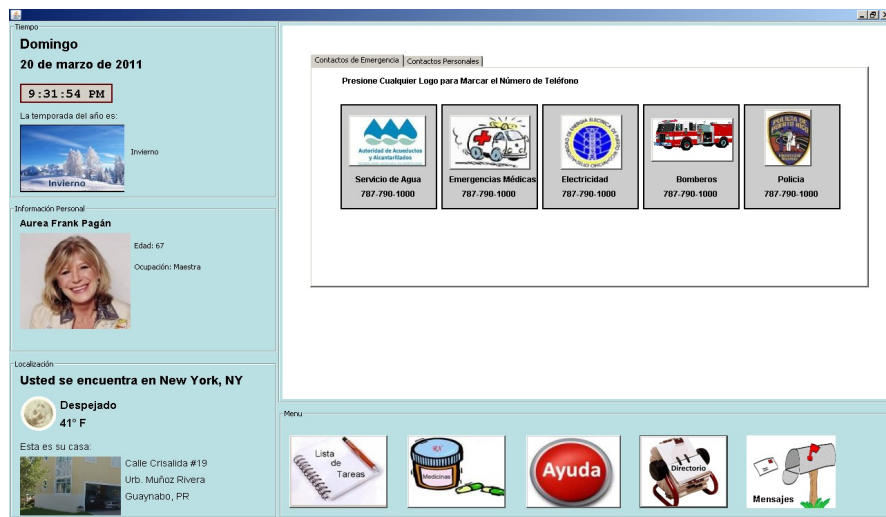 Tiempo
Domingo
20 de marzo de 2011
9:31:54 PM
La temporada del año es:
Invierno
Invierno
Información Personal
Aurea Frank Pagán
Edad: 67
Ocupación: Maestra
Localización
Usted se encuentra en New York, NY
Despejado
41° F
Esta es su casa:
Calle Crisalida #19
Urb. Muñoz Rivera
Guaynabo, PR
Contactos de Emergencia
Contactos Personales
Presione Cualquier Logo para Marcar el Número de Teléfono
Autoridad de Acueductos
y Alcantarillados
Servicio de Agua
787-790-1000
Emergencias Médicas
787-790-1000
Electricidad
787-790-1000
Bomberos
787-790-1000
POLICIA DE
PUERTO RICO
Policia
787-790-1000
Menu
Lista
de
Tareas
RX
Medicinas
Ayuda
Directorio
Mensajes